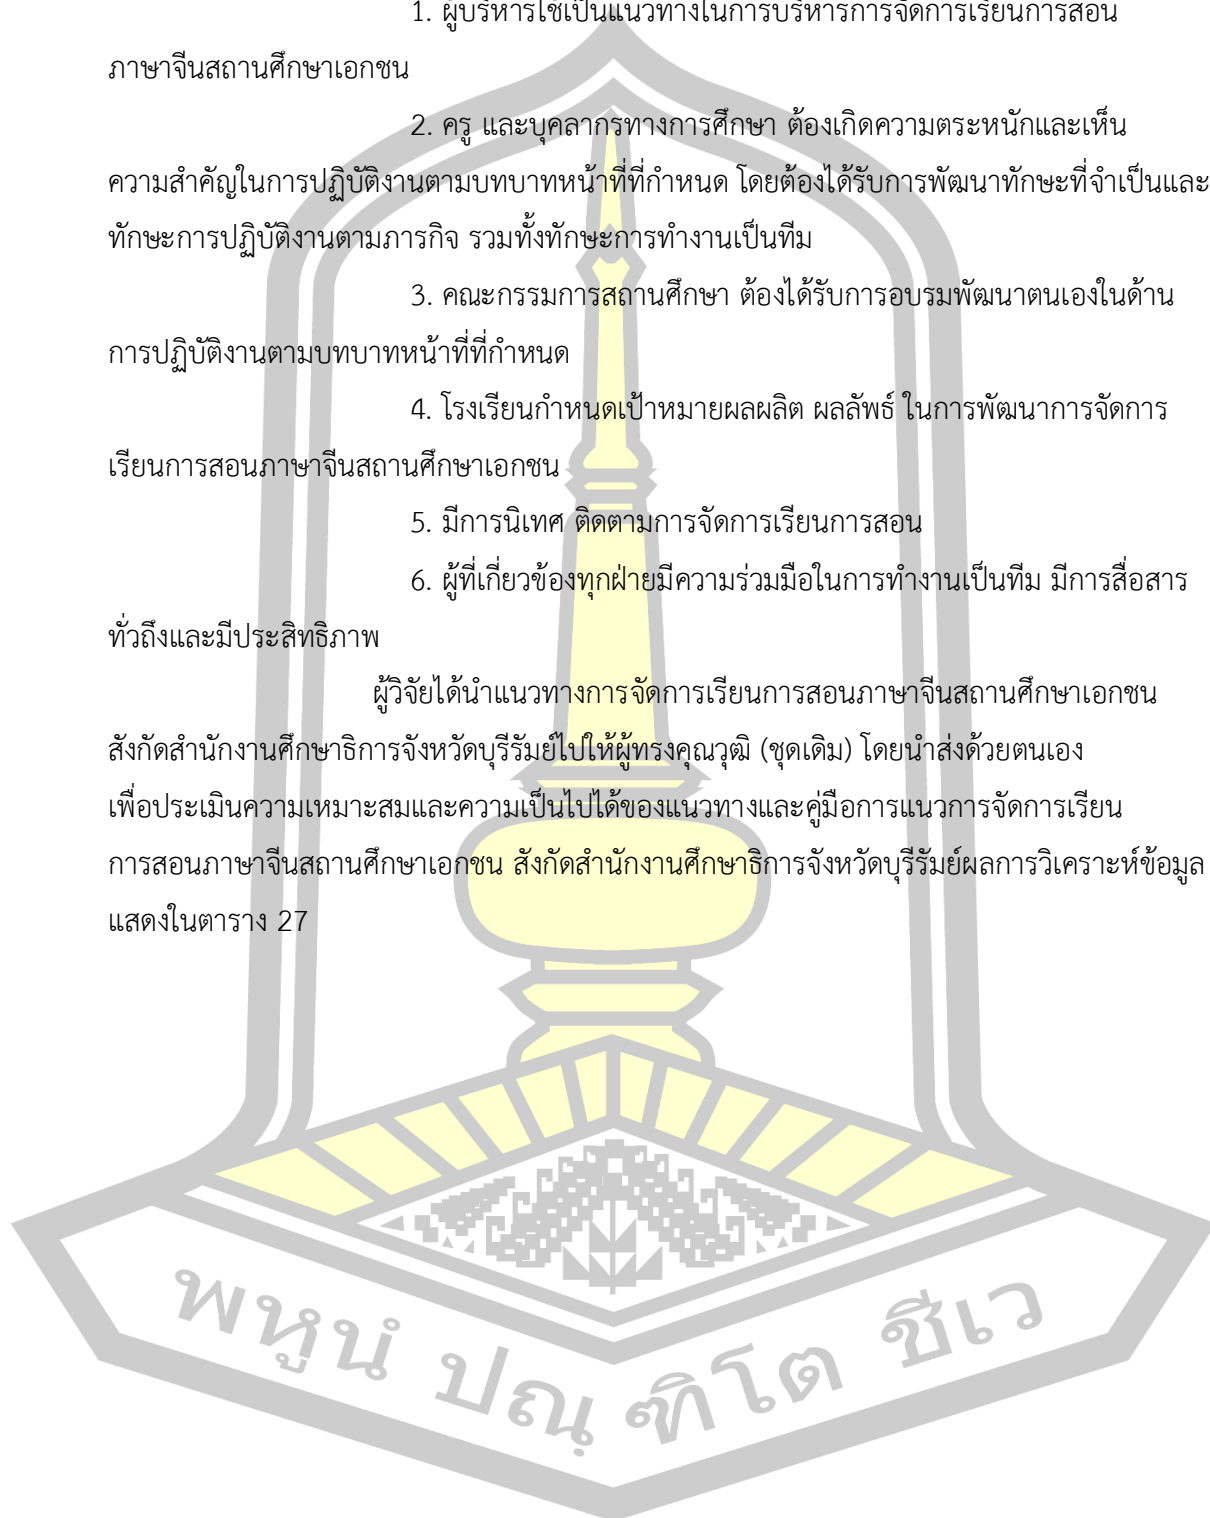 1. ผู้บริหารใช้เป็นแนวทางในการบริหารการจัดการเรียนการสอน
ภาษาจีนสถานศึกษาเอกชน
2. ครู และบุคลากรทางการศึกษา ต้องเกิดความตระหนักและเห็น
ความสำคัญในการปฏิบัติงานตามบทบาทหน้าที่ที่กำหนด โดยต้องได้รับการพัฒนาทักษะที่จำเป็นและ
ทักษะการปฏิบัติงานตามภารกิจ รวมทั้งทักษะการทำงานเป็นทีม
3. คณะกรรมการสถานศึกษา ต้องได้รับการอบรมพัฒนาตนเองในด้าน
การปฏิบัติงานตามบทบาทหน้าที่ที่กำหนด
4. โรงเรียนกำหนดเป้าหมายผลผลิต ผลลัพธ์ ในการพัฒนาการจัดการ
เรียนการสอนภาษาจีนสถานศึกษาเอกชน
5. มีการนิเทศ ติดตามการจัดการเรียนการสอน
6. ผู้ที่เกี่ยวข้องทุกฝ่ายมีความร่วมมือในการทำงานเป็นทีม มีการสื่อสาร
ทั่วถึงและมีประสิทธิภาพ
ผู้วิจัยได้นำแนวทางการจัดการเรียนการสอนภาษาจีนสถานศึกษาเอกชน
สังกัดสำนักงานศึกษาธิการจังหวัดบุรีรัมย์ไปให้ผู้ทรงคุณวุฒิ (ชุดเดิม) โดยนำส่งด้วยตนเอง
เพื่อประเมินความเหมาะสมและความเป็นไปได้ของแนวทางและคู่มือการแนวการจัดการเรียน
การสอนภาษาจีนสถานศึกษาเอกชน สังกัดสำนักงานศึกษาธิการจังหวัดบุรีรัมย์ผลการวิเคราะห์ข้อมูล
แสดงในตาราง 27
พหูนํ ปณฺฑิโต ชีเว